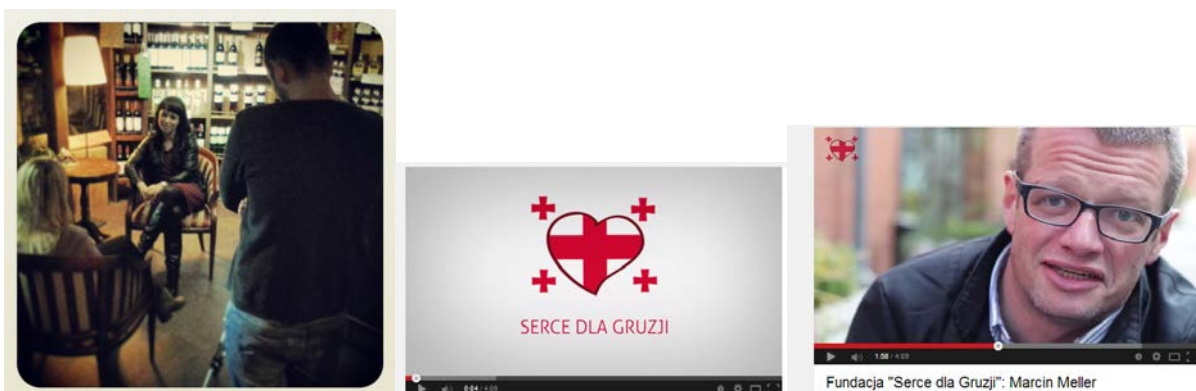 SERCE DLA GRUZJI
0:04 / 4:09
1:58 / 4:09
Fundacja "Serce dla Gruzji": Marcin Meller